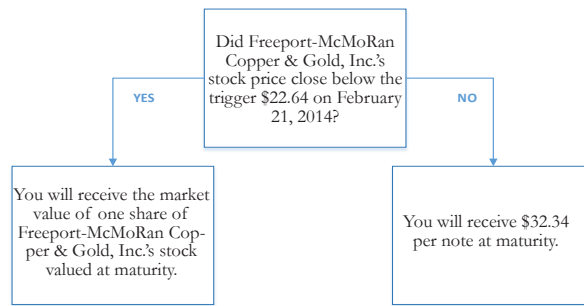 Did Freeport-McMoRan
Copper & Gold, Inc.'s
stock price close below the
trigger $22.64 on February
21, 2014?
YES
NO
You will receive the market
value of one share of
Freeport-McMoRan Cop-
per & Gold, Inc.'s stock
valued at maturity.
You will receive $32.34
per note at maturity.